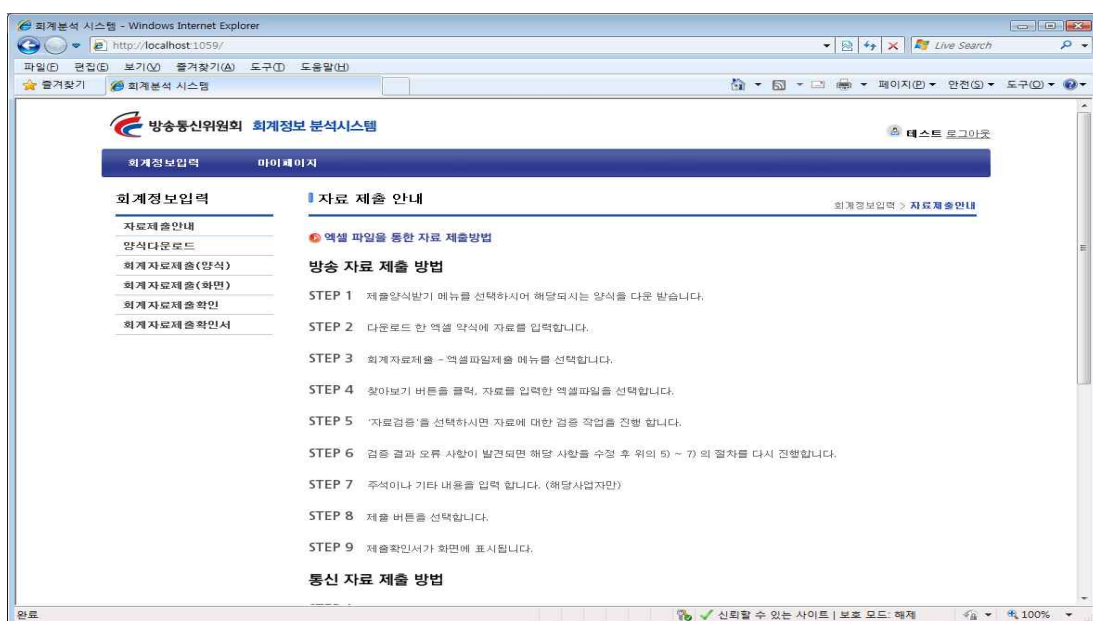 회계분석 시스템 - Windows Internet Explorer
http://localhost:1059/
Live Search
파일(F) 편집(E) 보기(V) 즐겨찾기(A) 도구(T) 도움말(H)
즐겨찾기 회계분석 시스템
페이지(P) 안전(S) 도구(O)
방송통신위원회 회계정보 분석시스템
테스트 로그아웃
회계정보입력 마이페이지
회계정보입력
자료제출안내
양식다운로드
회계자료제출(양식)
회계자료제출(화면)
회계자료제출확인
회계자료제출확인서
자료 제출 안내
회계정보입력 > 자료제출안내
엑셀 파일을 통한 자료 제출방법
방송 자료 제출 방법
STEP 1 제출양식받기 메뉴를 선택하시어 해당되시는 양식을 다운 받습니다.
STEP 2 다운로드 한 엑셀 약식에 자료를 입력합니다.
STEP 3 회계자료제출 - 엑셀파일제출 메뉴를 선택합니다.
STEP 4 찾아보기 버튼을 클릭, 자료를 입력한 엑셀파일을 선택합니다.
STEP 5 '자료검증'을 선택하시면 자료에 대한 검증 작업을 진행 합니다.
STEP 6 검증 결과 오류 사항이 발견되면 해당 사항을 수정 후 위의 5) ~ 7) 의 절차를 다시 진행합니다.
STEP 7 주석이나 기타 내용을 입력 합니다. (해당사업자만)
STEP 8 제출 버튼을 선택합니다.
STEP 9 제출확인서가 화면에 표시됩니다.
통신 자료 제출 방법
완료
신뢰할 수 있는 사이트 | 보호 모드: 해제
100%